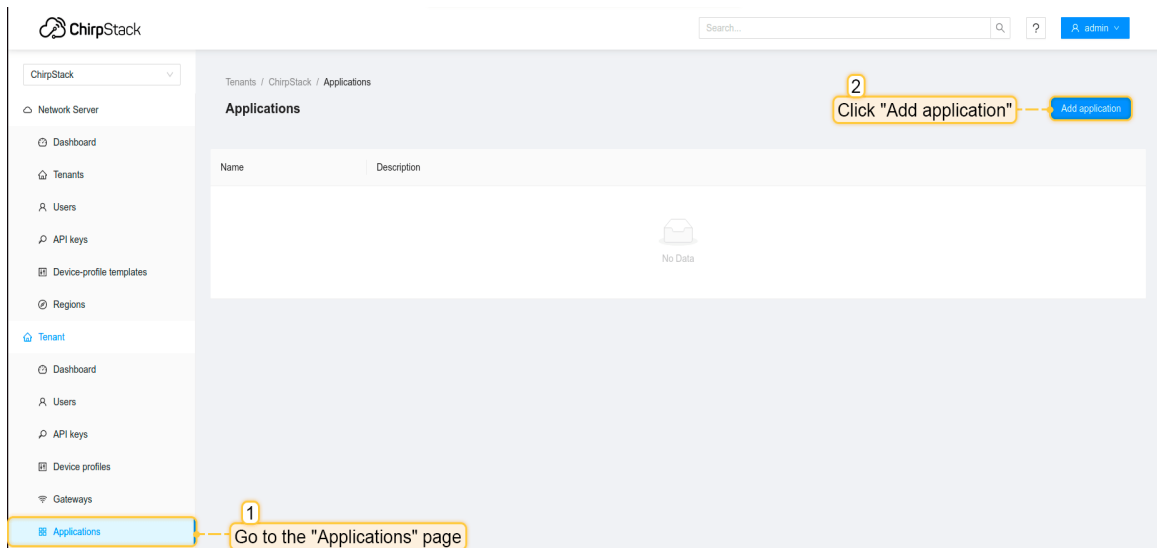 ChirpStack
Search...
?
admin
ChirpStack
Network Server
Dashboard
Tenants
Users
API keys
Device-profile templates
Regions
Tenant
Dashboard
Users
API keys
Device profiles
Gateways
Applications
Tenants / ChirpStack / Applications
Applications
2
Click "Add application"
Add application
Name Description
No Data
1
Go to the "Applications" page